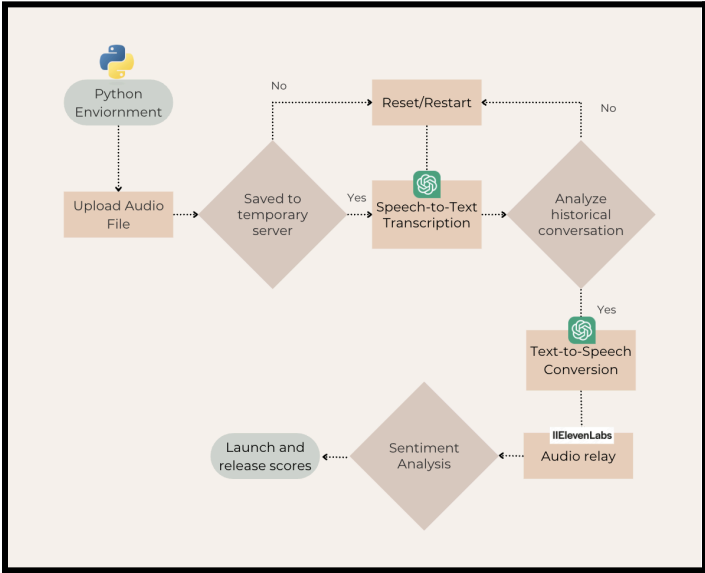 Python
Enviornment
Upload Audio
File
No
Saved to
temporary
server
Yes
Reset/Restart
Speech-to-Text
Transcription
No
Analyze
historical
conversation
Yes
Text-to-Speech
Conversion
IIElevenLabs
Audio relay
Sentiment
Analysis
Launch and
release scores